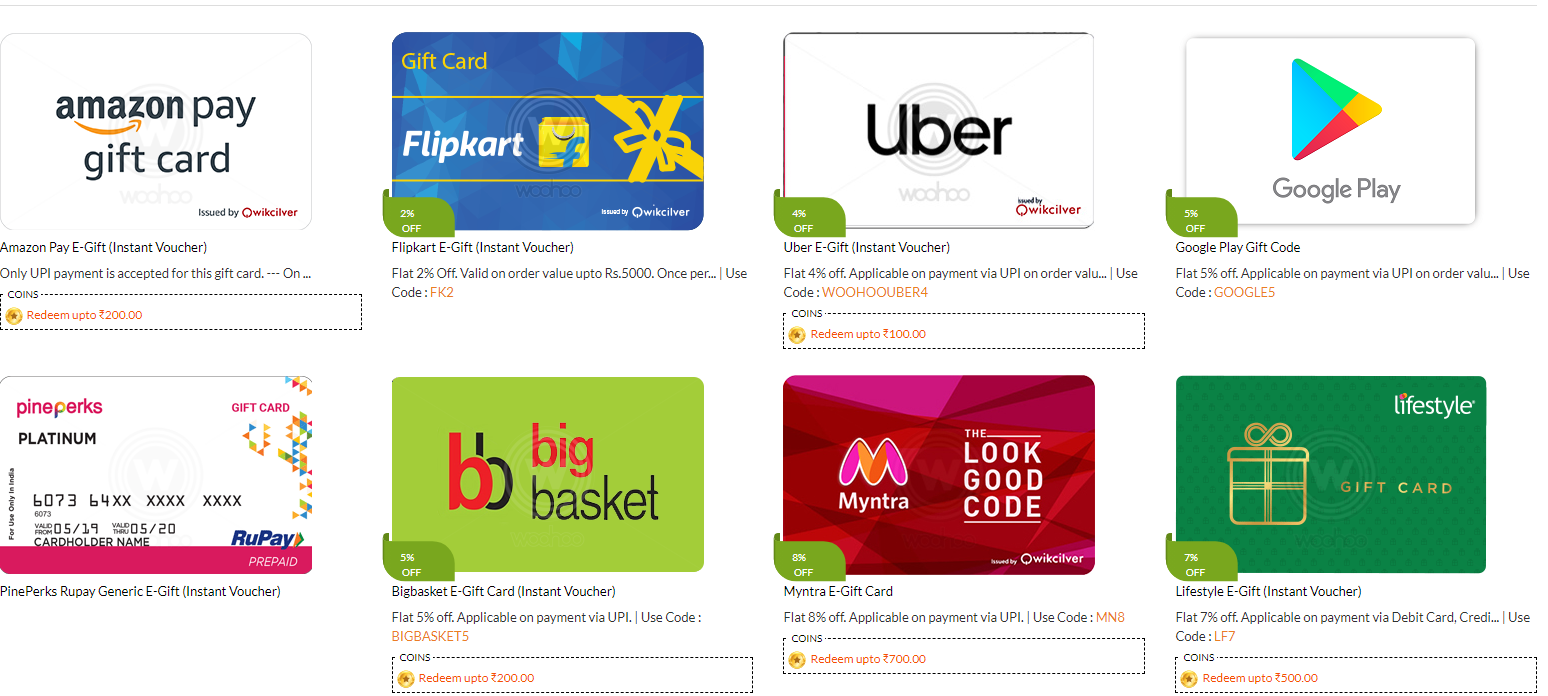 amazon pay
gift card
woohoo
Issued by Qwikcilver
Amazon Pay E-Gift (Instant Voucher)
Only UPI payment is accepted for this gift card. --- On ...
COINS
Redeem upto ₹200.00
Gift Card
Flipkart
woohoo
Issued by Qwikcilver
2%
OFF
Flipkart E-Gift (Instant Voucher)
Flat 2% Off. Valid on order value upto Rs.5000. Once per... | Use
Code : FK2
Uber
woohoo
issued by
Qwikcilver
4%
OFF
Uber E-Gift (Instant Voucher)
Flat 4% off. Applicable on payment via UPI on order valu... | Use
Code : WOOHOOUBER4
COINS
Redeem upto ₹100.00
Google Play
5%
OFF
Google Play Gift Code
Flat 5% off. Applicable on payment via UPI on order valu... | Use
Code : GOOGLE5
pineperks
GIFT CARD
PLATINUM
For Use Only in India
6073 64XX XXXX XXXX
6073
VALID FROM 05/19 VALID THRU 05/20
CARDHOLDER NAME
RuPay
PREPAID
PinePerks Rupay Generic E-Gift (Instant Voucher)
bb big
basket
5%
OFF
Bigbasket E-Gift Card (Instant Voucher)
Flat 5% off. Applicable on payment via UPI. | Use Code :
BIGBASKET5
COINS
Redeem upto ₹200.00
Myntra
THE
LOOK
GOOD
CODE
Issued by Qwikcilver
8%
OFF
Myntra E-Gift Card
Flat 8% off. Applicable on payment via UPI. | Use Code : MN8
COINS
Redeem upto ₹700.00
lifestyle
GIFT CARD
7%
OFF
Lifestyle E-Gift (Instant Voucher)
Flat 7% off. Applicable on payment via Debit Card, Credi... | Use
Code : LF7
COINS
Redeem upto ₹500.00